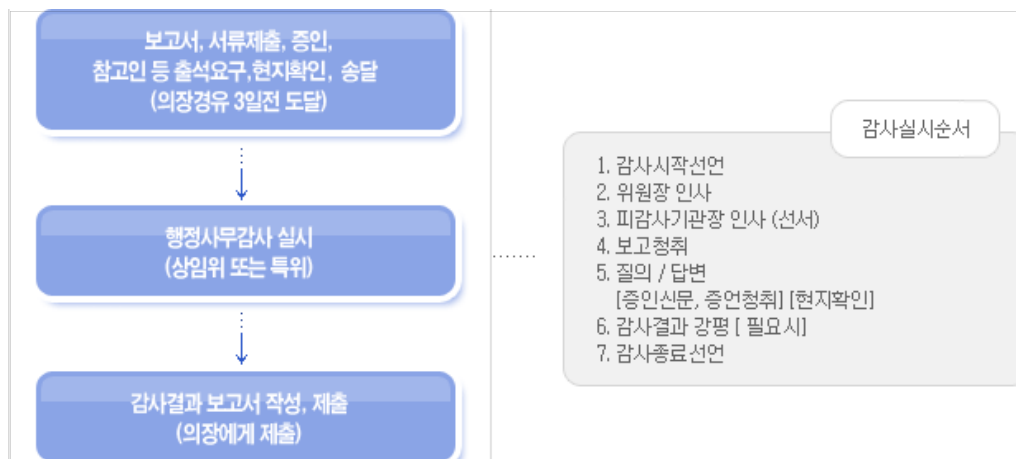 보고서, 서류제출, 증인,
참고인 등 출석요구,현지확인, 송달
(의장경유 3일전 도달)
행정사무감사 실시
(상임위 또는 특위)
감사결과 보고서 작성, 제출
(의장에게 제출)
감사실시순서
1. 감사시작선언
2. 위원장 인사
3. 피감사기관장 인사 (선서)
4. 보고청취
5. 질의 / 답변
[증인신문, 증언청취] [현지확인]
6. 감사결과 강평 [ 필요시]
7. 감사종료선언